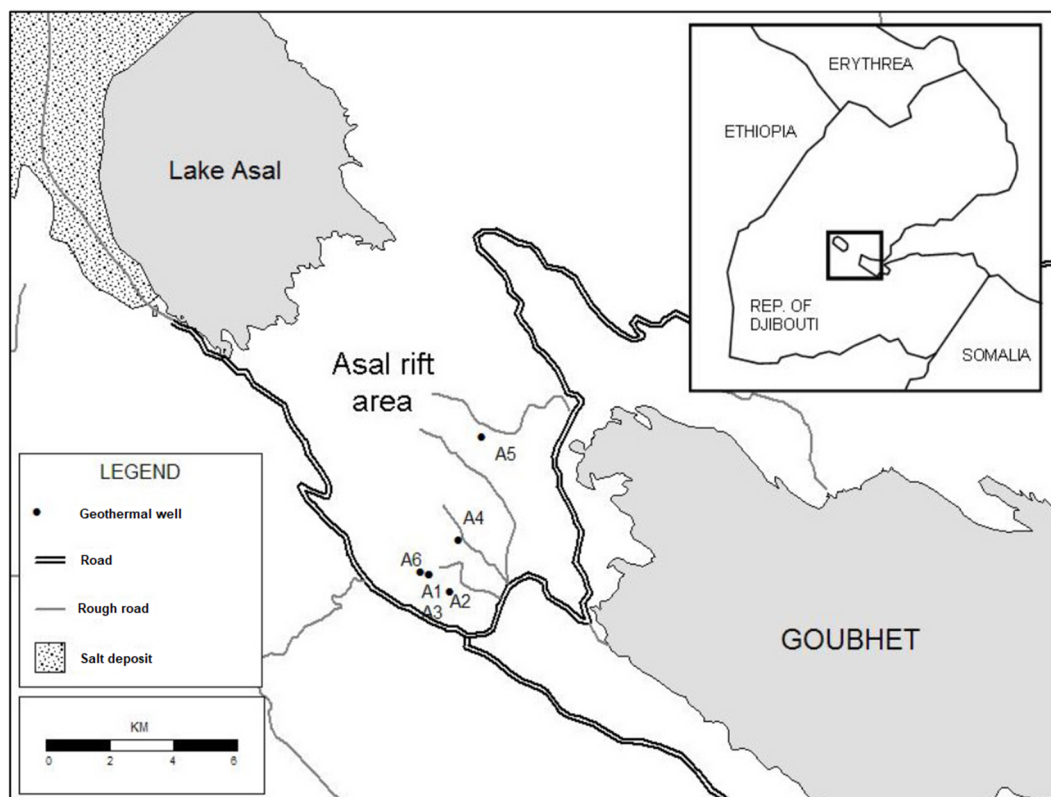 ERYTHREA
ETHIOPIA
Lake Asal
REP. OF
DJIBOUTI
SOMALIA
Asal rift
area
A5
A4
A6
A1
A2
A3
GOUBHET
LEGEND
Geothermal well
Road
Rough road
Salt deposit
KM
0 2 4 6